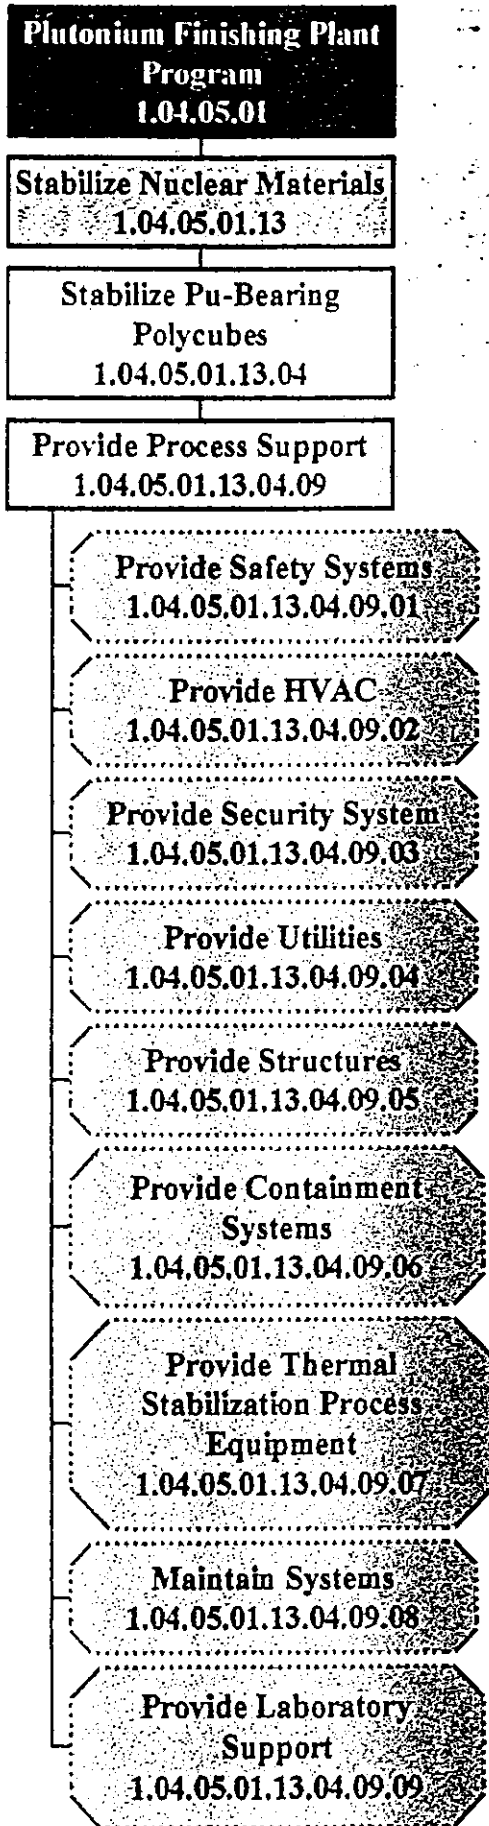 Plutonium Finishing Plant
Program
1.04.05.01
Stabilize Nuclear Materials
1.04.05.01.13
Stabilize Pu-Bearing
Polycubes
1.04.05.01.13.04
Provide Process Support
1.04.05.01.13.04.09
Provide Safety Systems
1.04.05.01.13.04.09.01
Provide HVAC
1.04.05.01.13.04.09.02
Provide Security System
1.04.05.01.13.04.09.03
Provide Utilities
1.04.05.01.13.04.09.04
Provide Structures
1.04.05.01.13.04.09.05
Provide Containment
Systems
1.04.05.01.13.04.09.06
Provide Thermal
Stabilization Process
Equipment
1.04.05.01.13.04.09.07
Maintain Systems
1.04.05.01.13.04.09.08
Provide Laboratory
Support
1.04.05.01.13.04.09.09